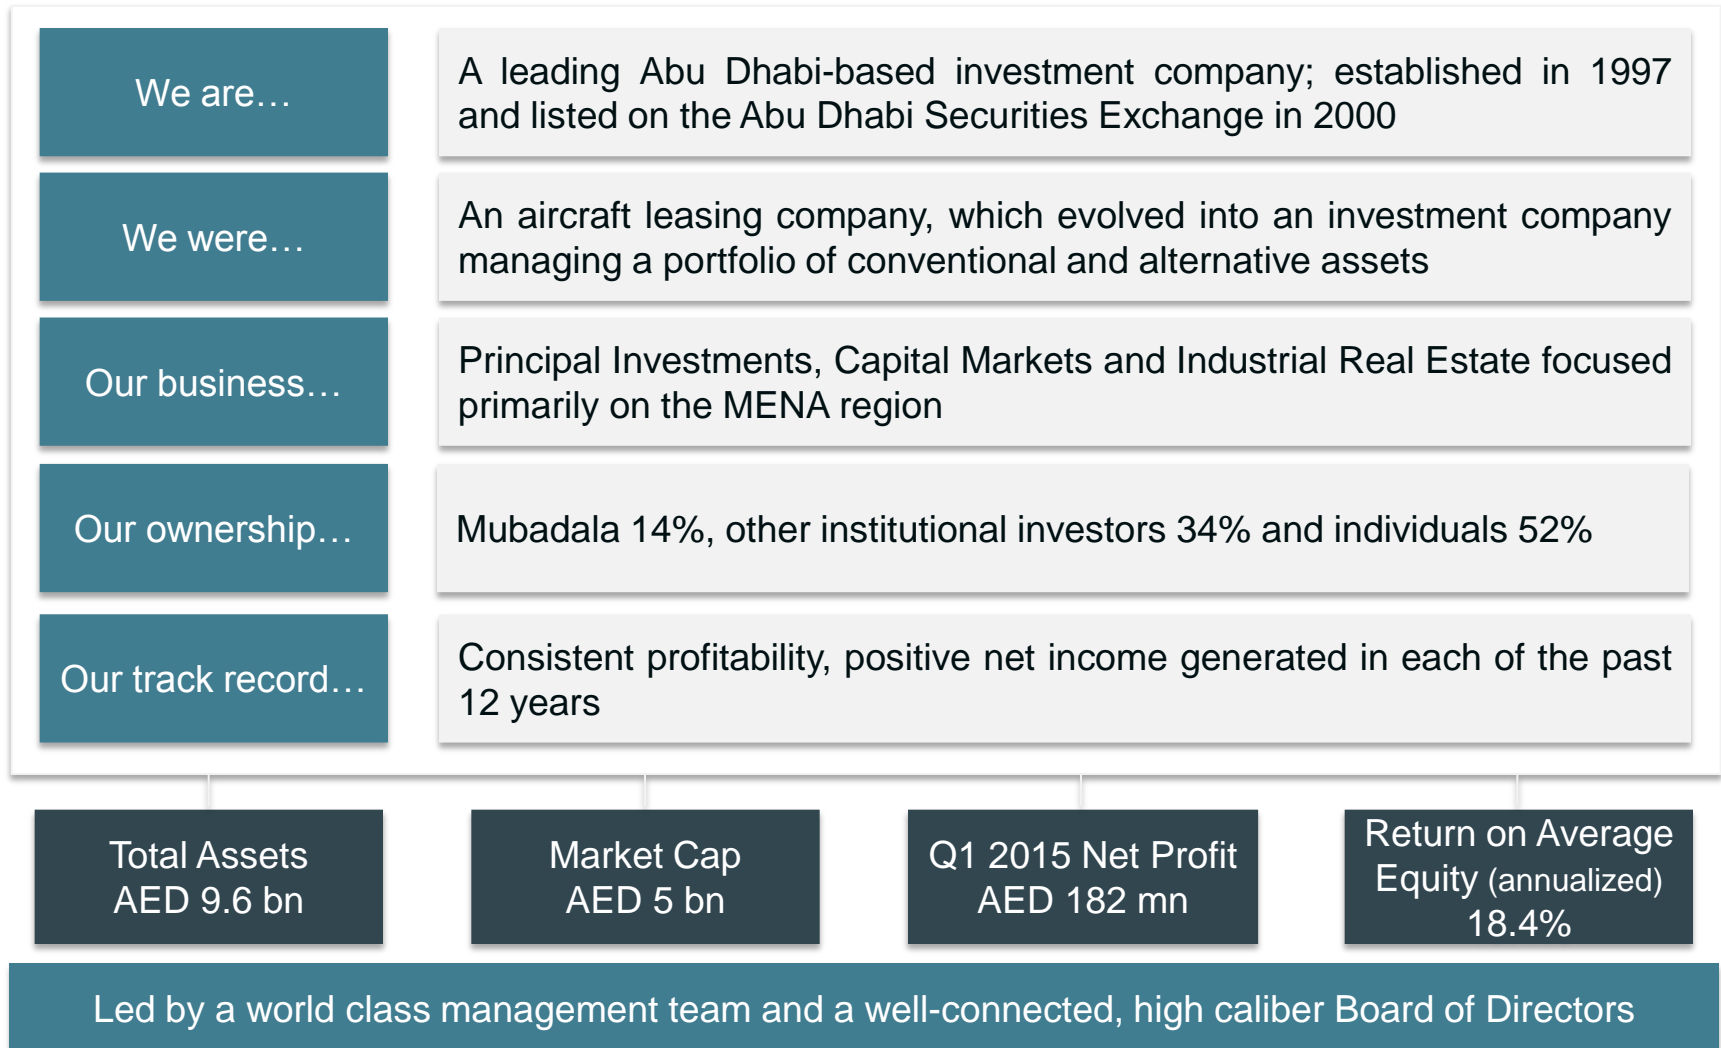 We are…
A leading Abu Dhabi-based investment company; established in 1997
and listed on the Abu Dhabi Securities Exchange in 2000
We were…
An aircraft leasing company, which evolved into an investment company
managing a portfolio of conventional and alternative assets
Our business…
Principal Investments, Capital Markets and Industrial Real Estate focused
primarily on the MENA region
Our ownership…
Mubadala 14%, other institutional investors 34% and individuals 52%
Our track record…
Consistent profitability, positive net income generated in each of the past
12 years
Total Assets
AED 9.6 bn
Market Cap
AED 5 bn
Q1 2015 Net Profit
AED 182 mn
Return on Average
Equity (annualized)
18.4%
Led by a world class management team and a well-connected, high caliber Board of Directors